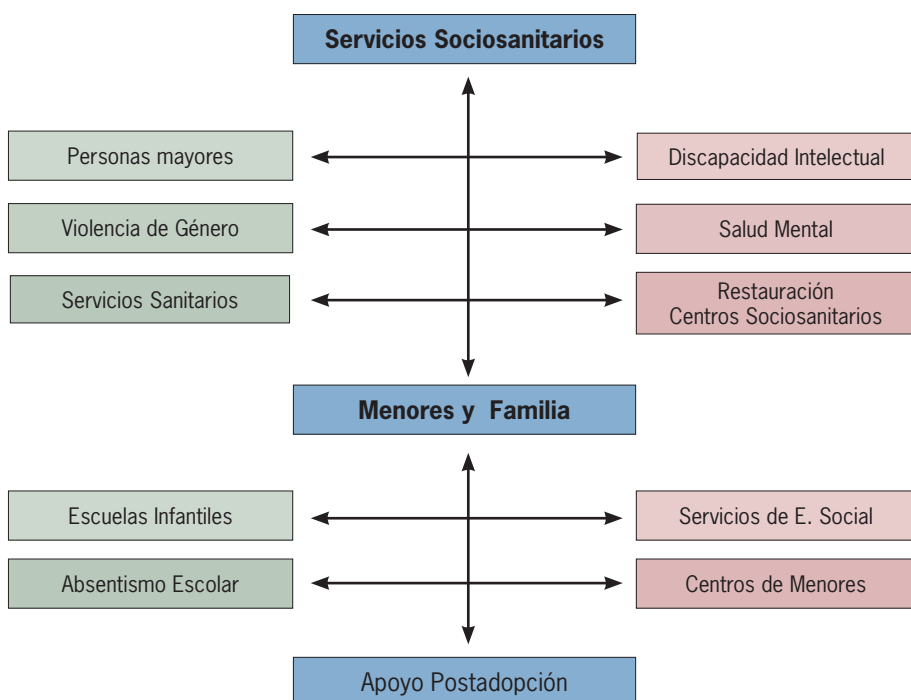 Servicios Sociosanitarios
Personas mayores
Discapacidad Intelectual
Violencia de Género
Salud Mental
Servicios Sanitarios
Restauración
Centros Sociosanitarios
Menores y Familia
Escuelas Infantiles
Servicios de E. Social
Absentismo Escolar
Centros de Menores
Apoyo Postadopción